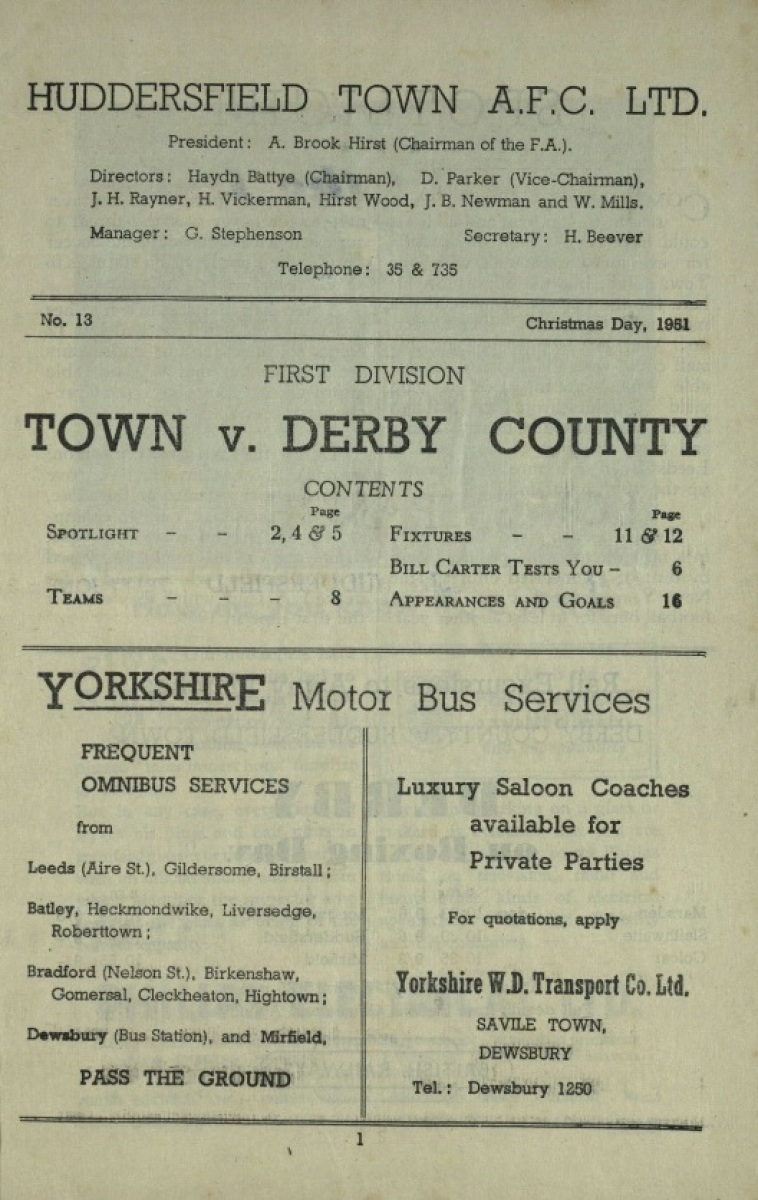 HUDDERSFIELD TOWN A.F.C. LTD.
President: A. Brook Hirst (Chairman of the F.A.).
Directors: Haydn Battye (Chairman), D. Parker (Vice-Chairman),
J. H. Rayner, H. Vickerman, Hirst Wood, J. B. Newman and W. Mills.
Manager: G. Stephenson Secretary: H. Beever
Telephone: 35 & 735
No. 13 Christmas Day, 1951
FIRST DIVISION
TOWN v. DERBY COUNTY
CONTENTS
Page Page
SPOTLIGHT – – 2, 4 & 5 FIXTURES – – 11 & 12
BILL CARTER TESTS YOU – 6
TEAMS – – – 8 APPEARANCES AND GOALS 16
YORKSHIRE Motor Bus Services
FREQUENT
OMNIBUS SERVICES
from
Leeds (Aire St.), Gildersome, Birstall;
Batley, Heckmondwike, Liversedge,
Roberttown;
Bradford (Nelson St.), Birkenshaw,
Gomersal, Cleckheaton, Hightown;
Dewsbury (Bus Station), and Mirfield,
PASS THE GROUND
Luxury Saloon Coaches
available for
Private Parties
For quotations, apply
Yorkshire W.D. Transport Co. Ltd.
SAVILE TOWN,
DEWSBURY
Tel.: Dewsbury 1250
1